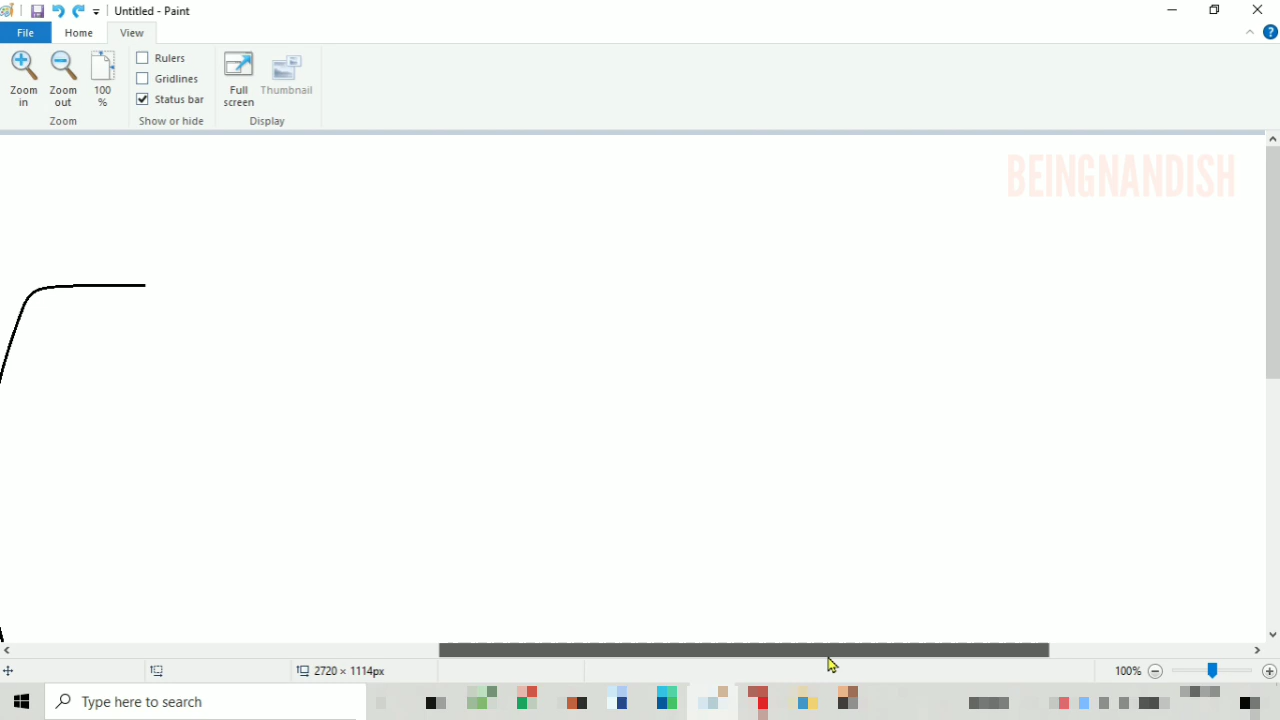 Untitled - Paint
File Home View
Zoom in
Zoom out
100 %
Rulers
Gridlines
Status bar
Full screen
Thumbnail
Zoom
Show or hide
Display
BEINGNANDISH
2720 × 1114px
100%
Type here to search